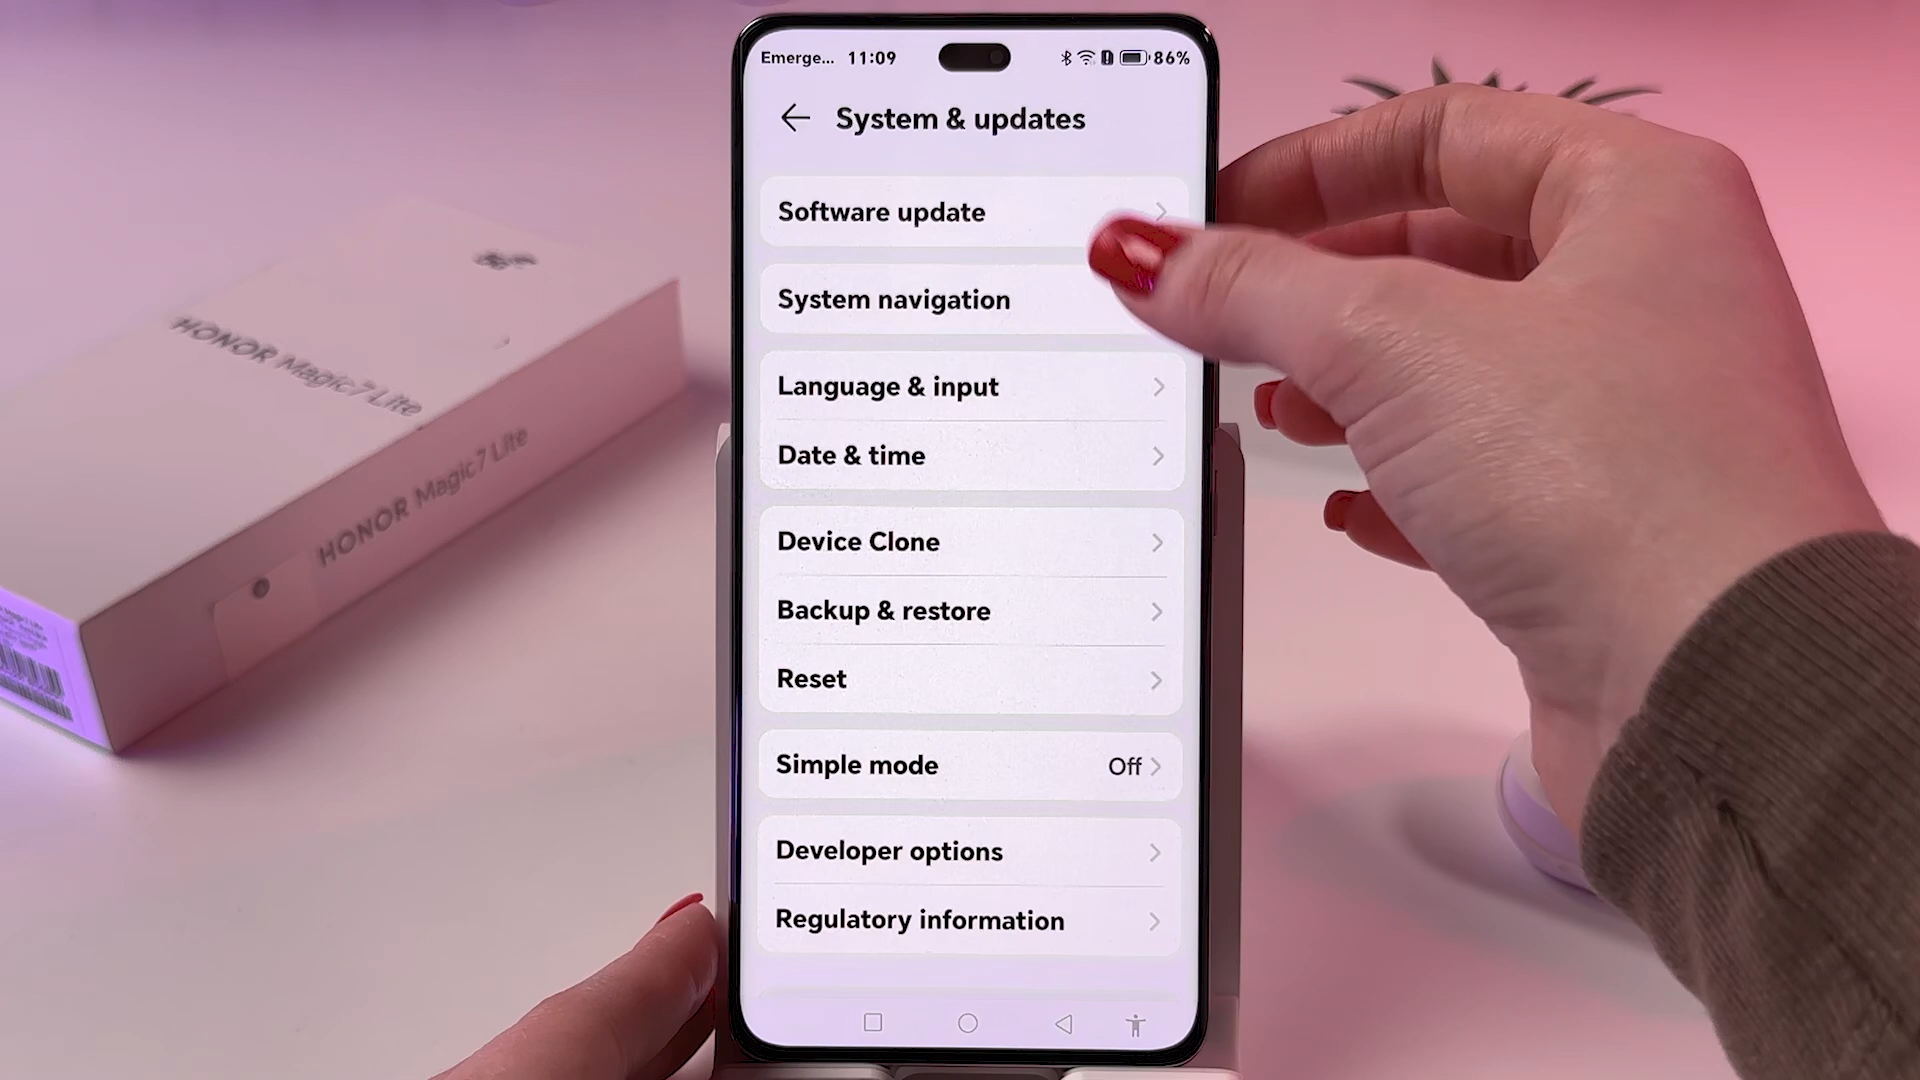 Emerge... 11:09 86%
System & updates
Software update
System navigation
Language & input
Date & time
Device Clone
Backup & restore
Reset
Simple mode Off
Developer options
Regulatory information
HONOR Magic7 Lite
HONOR Magic7 Lite